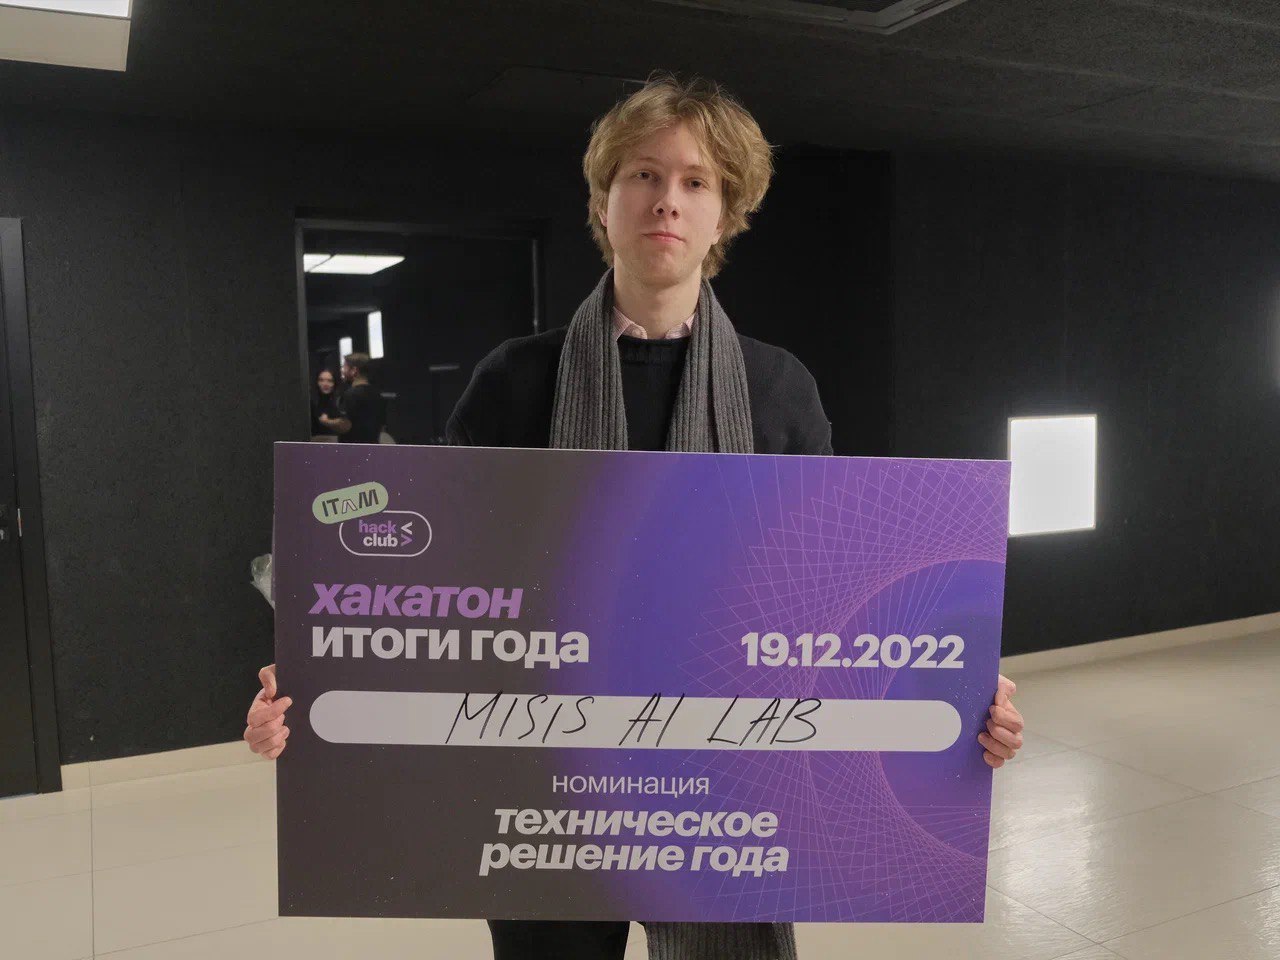 ITAM
hack
club
хакатон
итоги года
19.12.2022
MISIS AI LAB
номинация
техническое
решение года